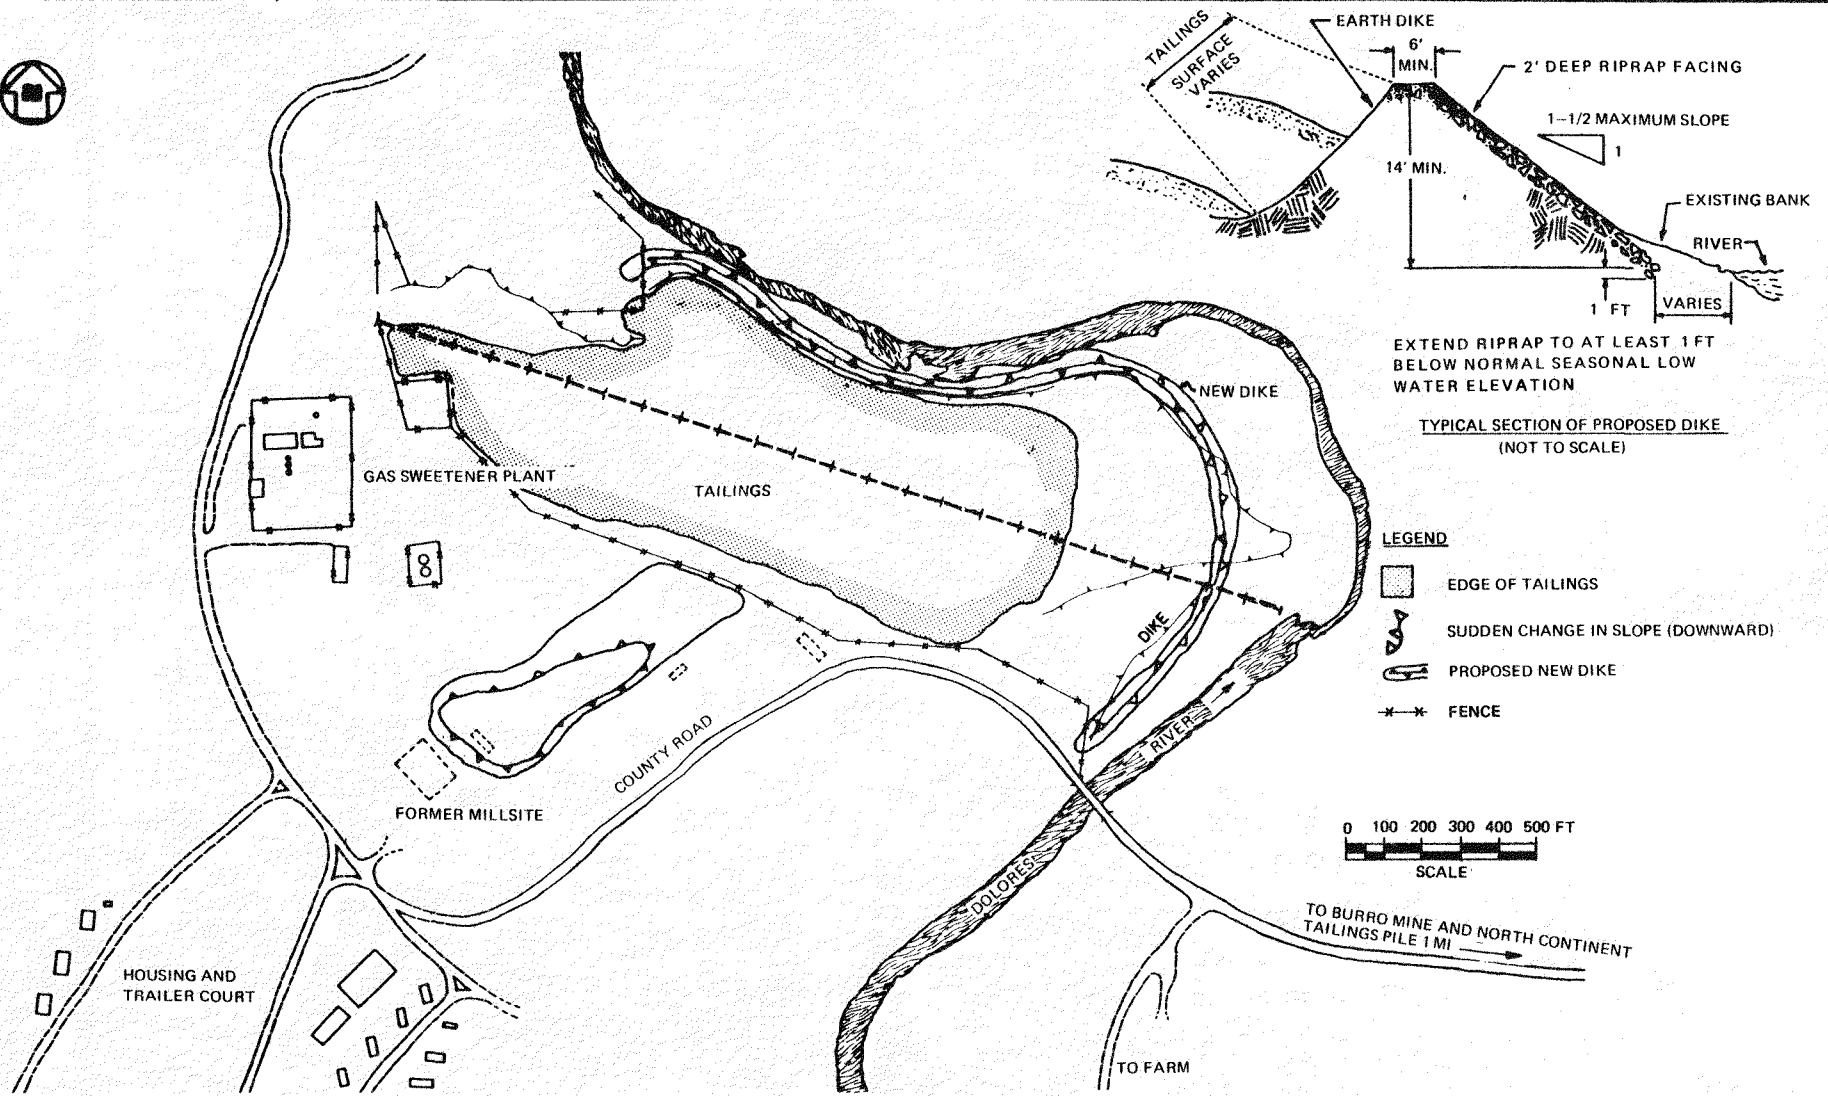 EARTH DIKE
TAILINGS
SURFACE
VARIES
6'
MIN.
2' DEEP RIPRAP FACING
1-1/2 MAXIMUM SLOPE
1
14' MIN.
EXISTING BANK
RIVER
1 FT
VARIES
EXTEND RIPRAP TO AT LEAST 1 FT
BELOW NORMAL SEASONAL LOW
WATER ELEVATION
TYPICAL SECTION OF PROPOSED DIKE
(NOT TO SCALE)
NEW DIKE
GAS SWEETENER PLANT
TAILINGS
DIKE
RIVER
COUNTY ROAD
FORMER MILLSITE
DOLORES
HOUSING AND
TRAILER COURT
TO FARM
LEGEND
EDGE OF TAILINGS
SUDDEN CHANGE IN SLOPE (DOWNWARD)
PROPOSED NEW DIKE
FENCE
0 100 200 300 400 500 FT
SCALE
TO BURRO MINE AND NORTH CONTINENT
TAILINGS PILE 1 MI